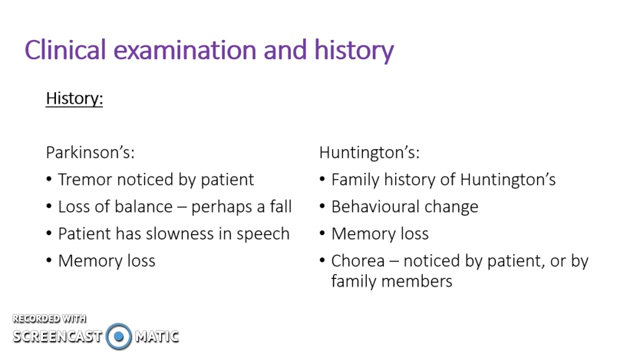 Clinical examination and history
History:
Parkinson's:
• Tremor noticed by patient
• Loss of balance – perhaps a fall
• Patient has slowness in speech
• Memory loss
Huntington's:
• Family history of Huntington's
• Behavioural change
• Memory loss
• Chorea – noticed by patient, or by
family members
RECORDED WITH
SCREENCAST MATIC